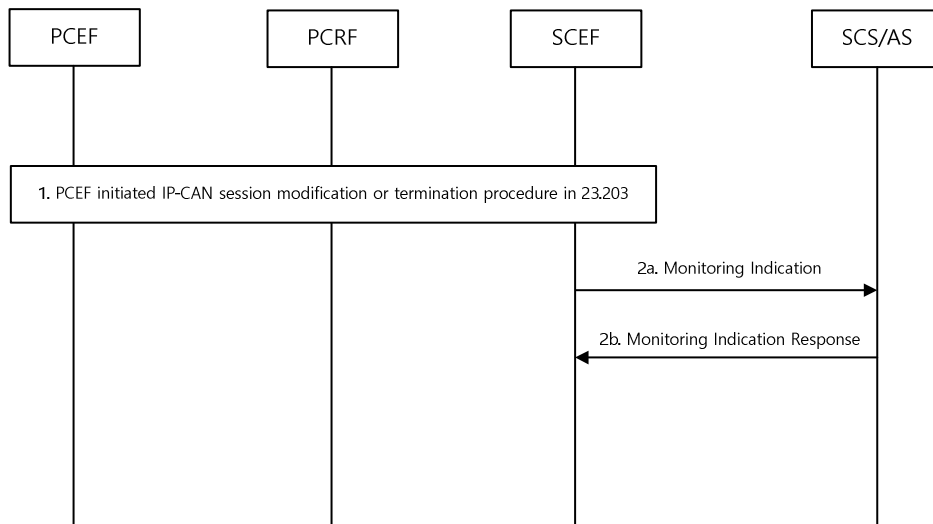 PCEF
PCRF
SCEF
SCS/AS
1. PCEF initiated IP-CAN session modification or termination procedure in 23.203
2a. Monitoring Indication
2b. Monitoring Indication Response